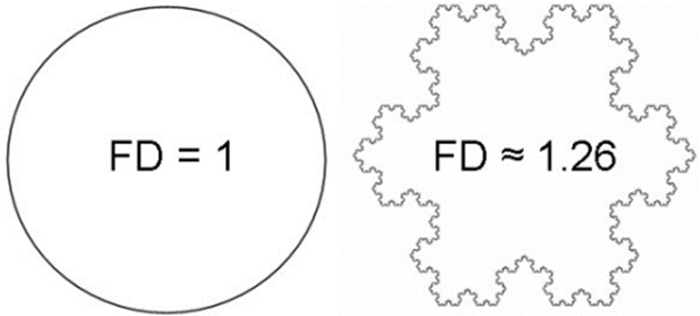 FD = 1
FD ≈ 1.26